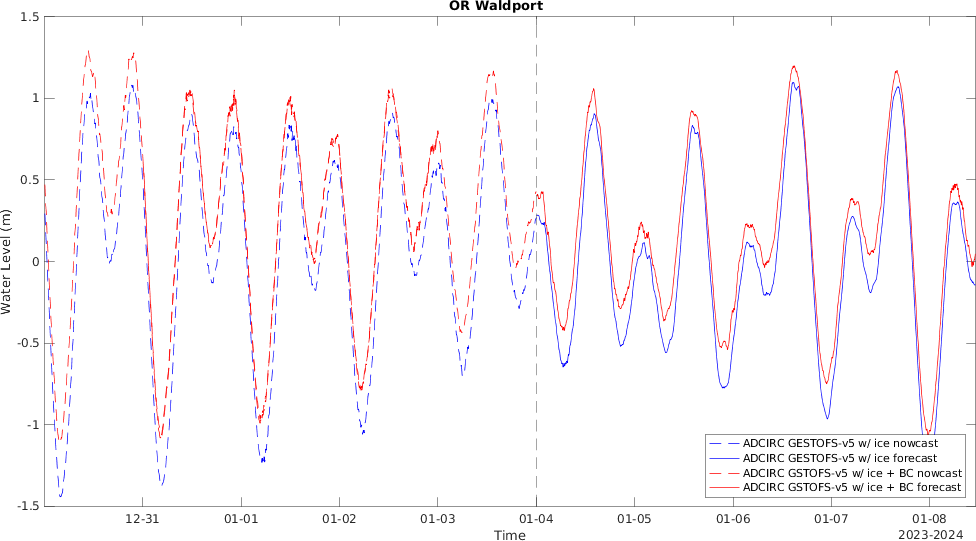 OR Waldport
1.5
1
0.5
0
-0.5
-1
-1.5
Water Level (m)
12-31
01-01
01-02
01-03
01-04
01-05
01-06
01-07
01-08
2023-2024
Time
ADCIRC GESTOFS-v5 w/ ice nowcast
ADCIRC GESTOFS-v5 w/ ice forecast
ADCIRC GSTOFS-v5 w/ ice + BC nowcast
ADCIRC GSTOFS-v5 w/ ice + BC forecast